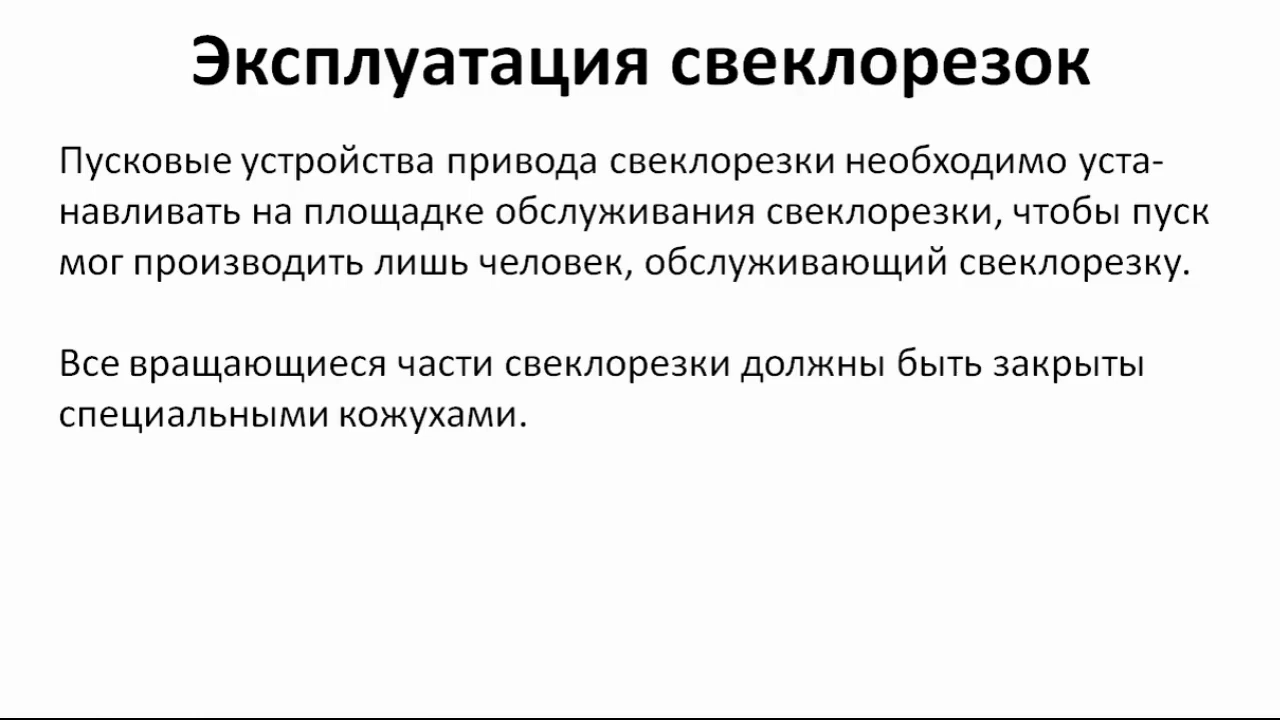 Эксплуатация свеклорезок
Пусковые устройства привода свеклорезки необходимо уста-
навливать на площадке обслуживания свеклорезки, чтобы пуск
мог производить лишь человек, обслуживающий свеклорезку.
Все вращающиеся части свеклорезки должны быть закрыты
специальными кожухами.